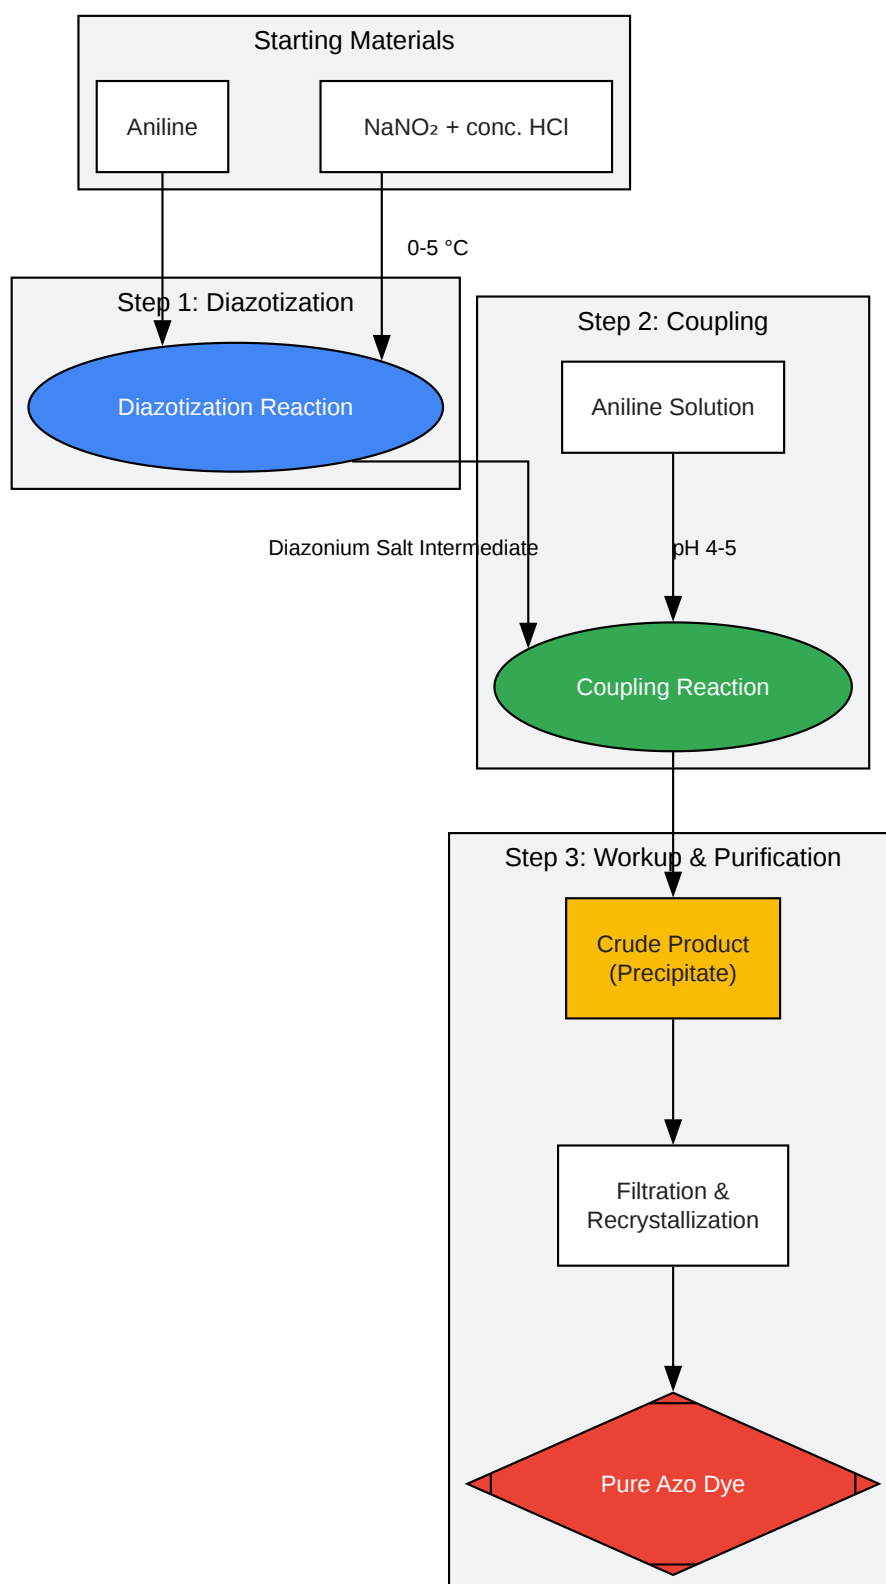 Starting Materials
Aniline
NaNO₂ + conc. HCl
0-5 °C
Step 1: Diazotization
Diazotization Reaction
Step 2: Coupling
Aniline Solution
Diazonium Salt Intermediate
pH 4-5
Coupling Reaction
Step 3: Workup & Purification
Crude Product
(Precipitate)
Filtration &
Recrystallization
Pure Azo Dye